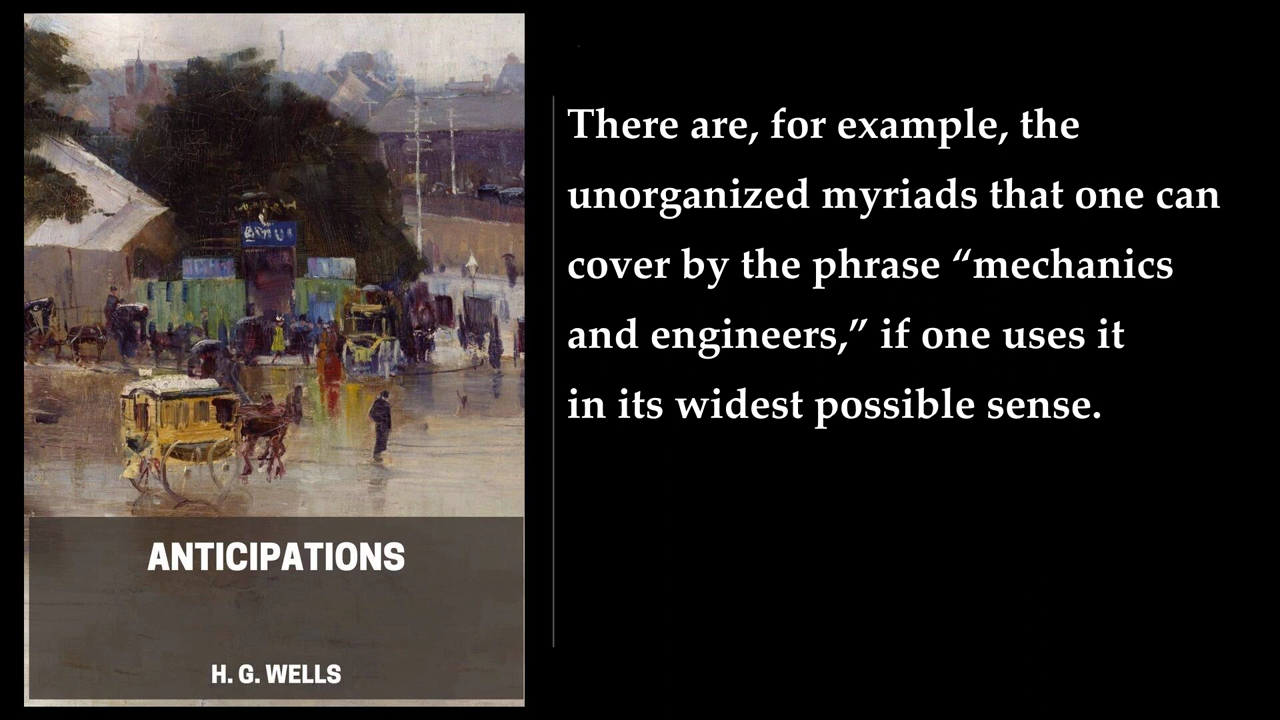 ANTICIPATIONS
H. G. WELLS
There are, for example, the
unorganized myriads that one can
cover by the phrase “mechanics
and engineers,” if one uses it
in its widest possible sense.